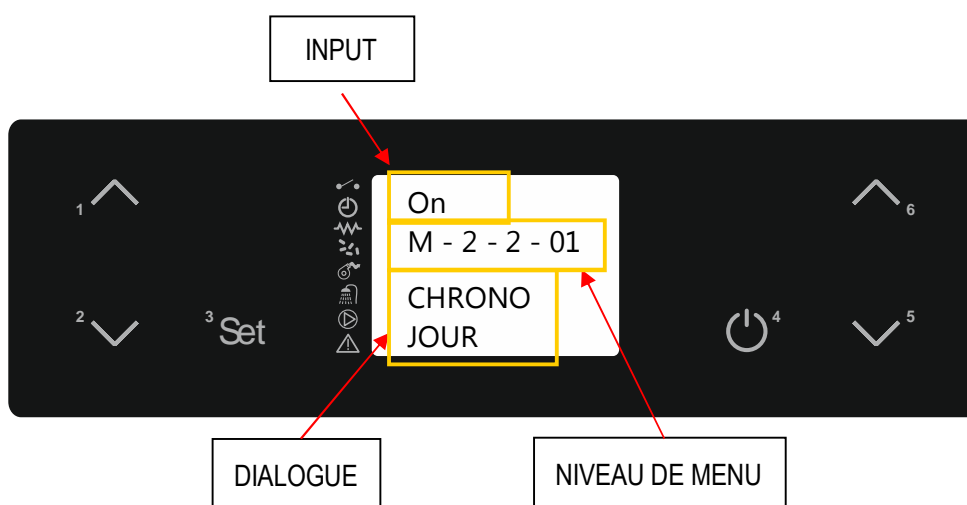 INPUT
1
6
On
M - 2 - 2 - 01
CHRONO
JOUR
2
3 Set
4
5
DIALOGUE
NIVEAU DE MENU